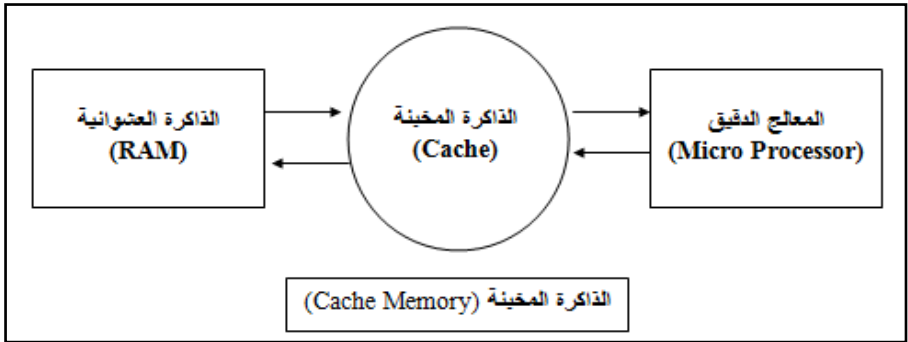 الذاكرة العشوائية
(RAM)
الذاكرة المخبئة
(Cache)
المعالج الدقيق
(Micro Processor)
الذاكرة المخبئة (Cache Memory)